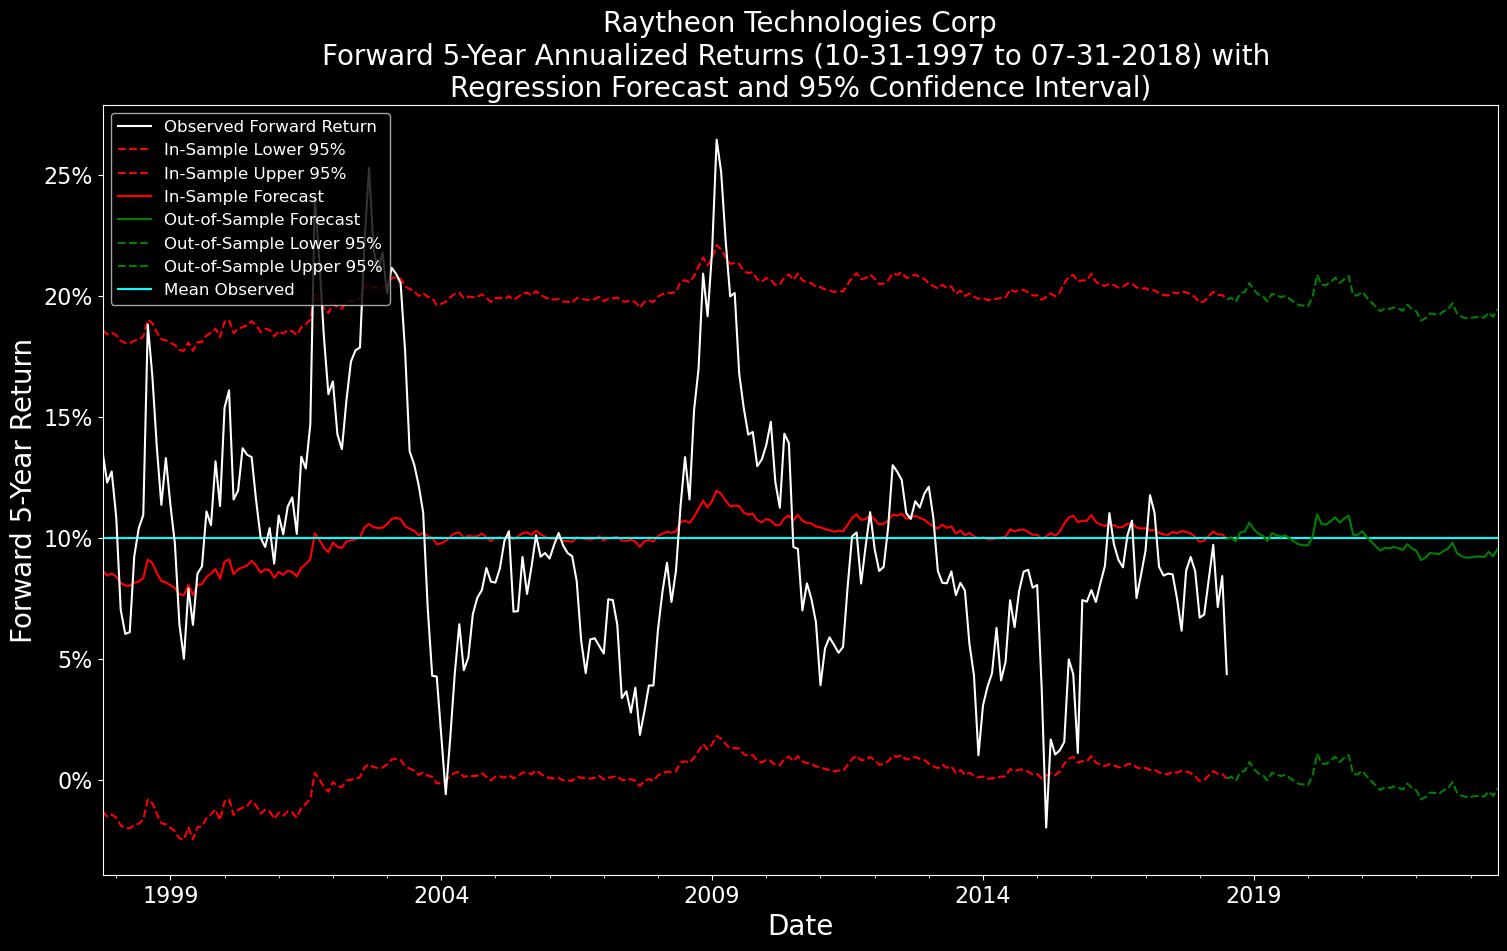 Raytheon Technologies Corp
Forward 5-Year Annualized Returns (10-31-1997 to 07-31-2018) with
Regression Forecast and 95% Confidence Interval)
Observed Forward Return
In-Sample Lower 95%
In-Sample Upper 95%
In-Sample Forecast
Out-of-Sample Forecast
Out-of-Sample Lower 95%
Out-of-Sample Upper 95%
Mean Observed
Forward 5-Year Return
25%
20%
15%
10%
5%
0%
1999
2004
2009
2014
2019
Date